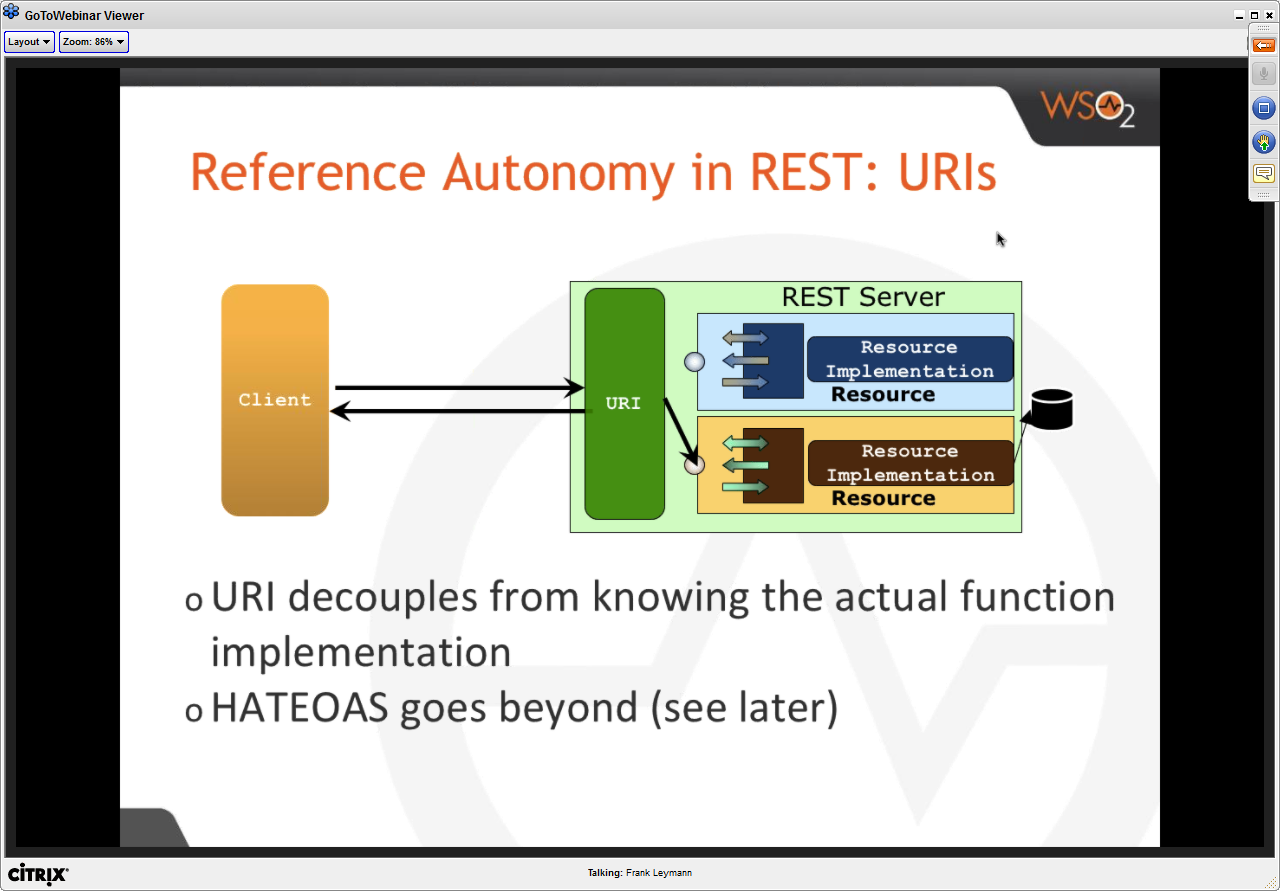 GoToWebinar Viewer
Layout
Zoom: 86%
WSO2
Reference Autonomy in REST: URIs
REST Server
Client
URI
Resource
Implementation
Resource
Resource
Implementation
Resource
o URI decouples from knowing the actual function
implementation
o HATEOAS goes beyond (see later)
CITRIX
Talking: Frank Leymann